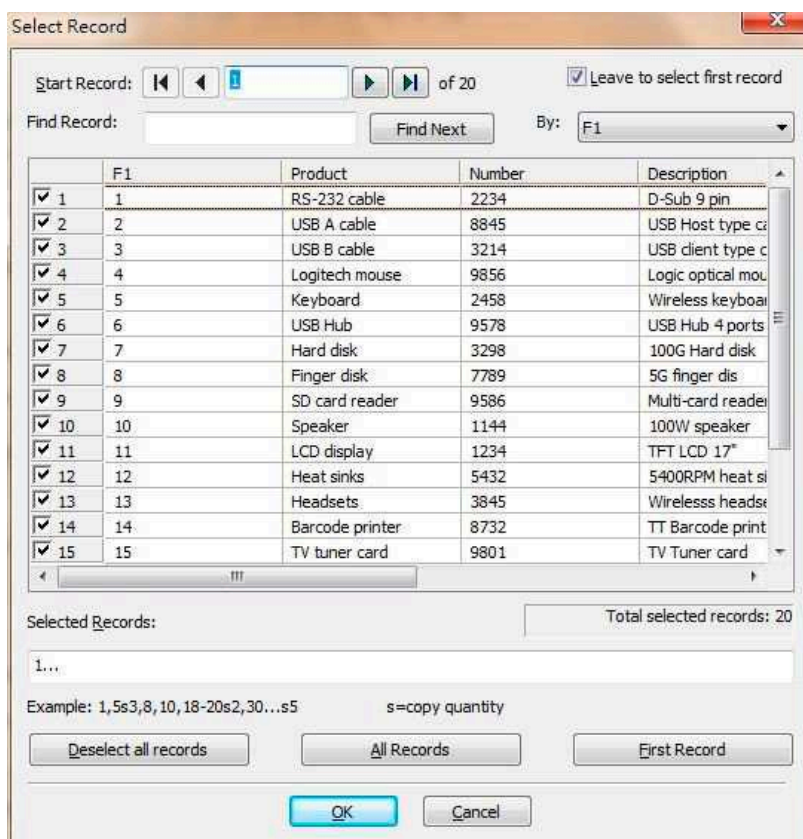 Select Record
Start Record: 1 of 20 Leave to select first record
Find Record: Find Next By: F1
F1 Product Number Description
1 1 RS-232 cable 2234 D-Sub 9 pin
2 2 USB A cable 8845 USB Host type ca
3 3 USB B cable 3214 USB client type c
4 4 Logitech mouse 9856 Logic optical mou
5 5 Keyboard 2458 Wireless keyboar
6 6 USB Hub 9578 USB Hub 4 ports
7 7 Hard disk 3298 100G Hard disk
8 8 Finger disk 7789 5G finger dis
9 9 SD card reader 9586 Multi-card reader
10 10 Speaker 1144 100W speaker
11 11 LCD display 1234 TFT LCD 17"
12 12 Heat sinks 5432 5400RPM heat si
13 13 Headsets 3845 Wirelesss headse
14 14 Barcode printer 8732 TT Barcode print
15 15 TV tuner card 9801 TV Tuner card
Selected Records: Total selected records: 20
1...
Example: 1,5s3,8,10,18-20s2,30...s5 s=copy quantity
Deselect all records All Records First Record
OK Cancel